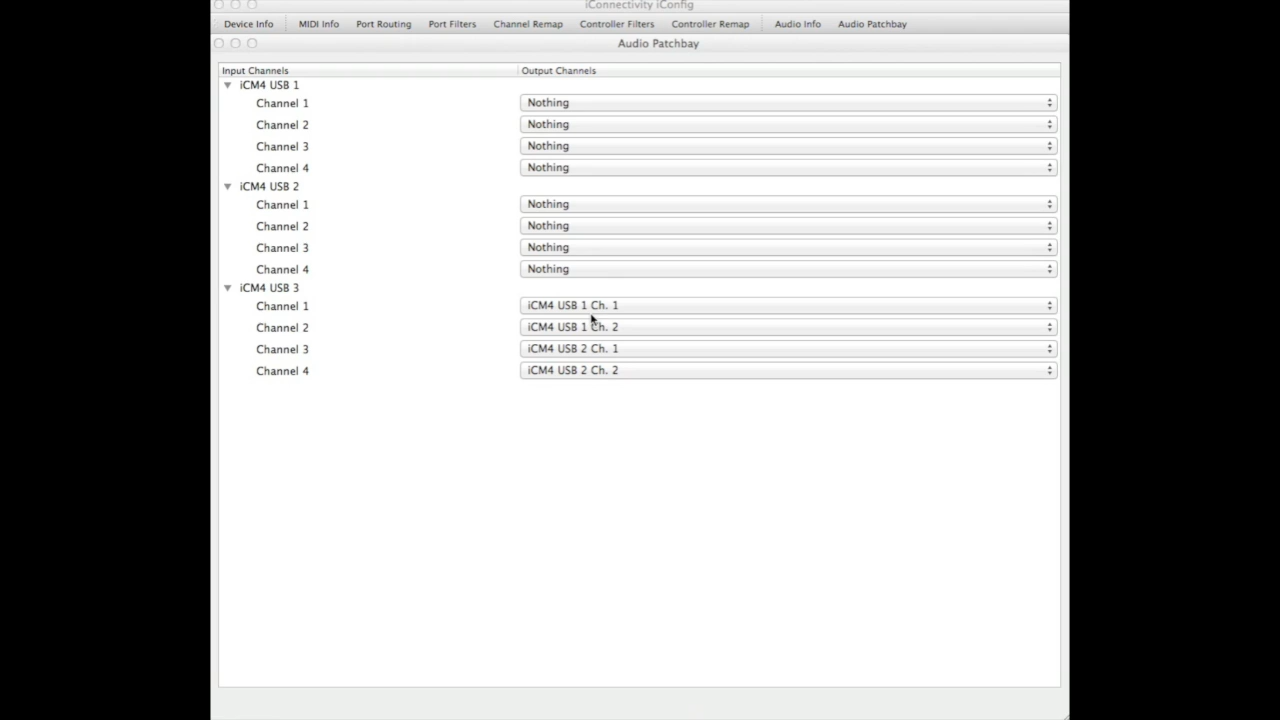 iConnectivity iConfig
Device Info MIDI Info Port Routing Port Filters Channel Remap Controller Filters Controller Remap Audio Info Audio Patchbay
Audio Patchbay
Input Channels Output Channels
iCM4 USB 1
Channel 1 Nothing
Channel 2 Nothing
Channel 3 Nothing
Channel 4 Nothing
iCM4 USB 2
Channel 1 Nothing
Channel 2 Nothing
Channel 3 Nothing
Channel 4 Nothing
iCM4 USB 3
Channel 1 iCM4 USB 1 Ch. 1
Channel 2 iCM4 USB 1 Ch. 2
Channel 3 iCM4 USB 2 Ch. 1
Channel 4 iCM4 USB 2 Ch. 2